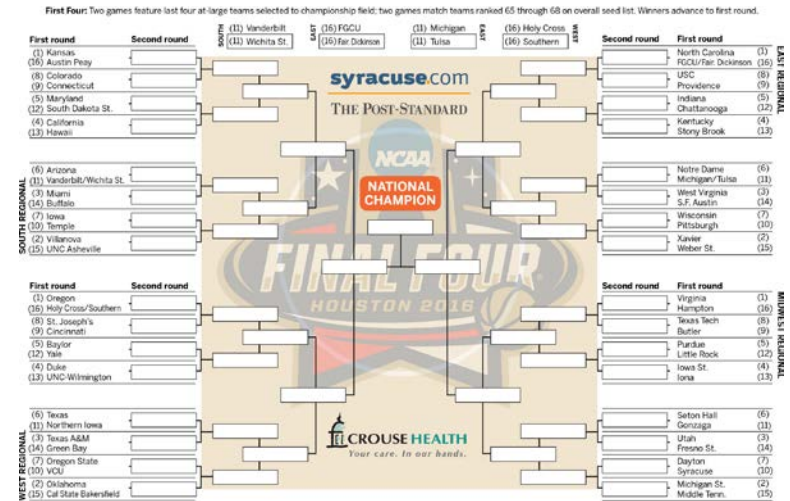 First Four: Two games feature last four at-large teams selected to championship field; two games match teams ranked 65 through 68 on overall seed list. Winners advance to first round.
SOUTH
(11) Vanderbilt
(11) Wichita St.
EAST
(16) FGCU
(16) Fair. Dickinson
(11) Michigan
(11) Tulsa
EAST
(16) Holy Cross
(16) Southern
WEST
First round
Second round
(1) Kansas
(16) Austin Peay
(8) Colorado
(9) Connecticut
(5) Maryland
(12) South Dakota St.
(4) California
(13) Hawaii
(6) Arizona
(11) Vanderbilt/Wichita St.
(3) Miami
(14) Buffalo
(7) Iowa
(10) Temple
(2) Villanova
(15) UNC Asheville
SOUTH REGIONAL
First round
Second round
(1) Oregon
(16) Holy Cross/Southern
(8) St. Joseph's
(9) Cincinnati
(5) Baylor
(12) Yale
(4) Duke
(13) UNC-Wilmington
(6) Texas
(11) Northern Iowa
(3) Texas A&M
(14) Green Bay
(7) Oregon State
(10) VCU
(2) Oklahoma
(15) Cal State Bakersfield
WEST REGIONAL
syracuse.com
THE POST-STANDARD
NCAA
NATIONAL
CHAMPION
FINAL FOUR
HOUSTON 2016
CROUSE HEALTH
Your care. In our hands.
Second round
First round
North Carolina (1)
FGCU/Fair. Dickinson (16)
USC (8)
Providence (9)
Indiana (5)
Chattanooga (12)
Kentucky (4)
Stony Brook (13)
EAST REGIONAL
Notre Dame (6)
Michigan/Tulsa (11)
West Virginia (3)
S.F. Austin (14)
Wisconsin (7)
Pittsburgh (10)
Xavier (2)
Weber St. (15)
Second round
First round
Virginia (1)
Hampton (16)
Texas Tech (8)
Butler (9)
Purdue (5)
Little Rock (12)
Iowa St. (4)
Iona (13)
MIDWEST REGIONAL
Seton Hall (6)
Gonzaga (11)
Utah (3)
Fresno St. (14)
Dayton (7)
Syracuse (10)
Michigan St. (2)
Middle Tenn. (15)